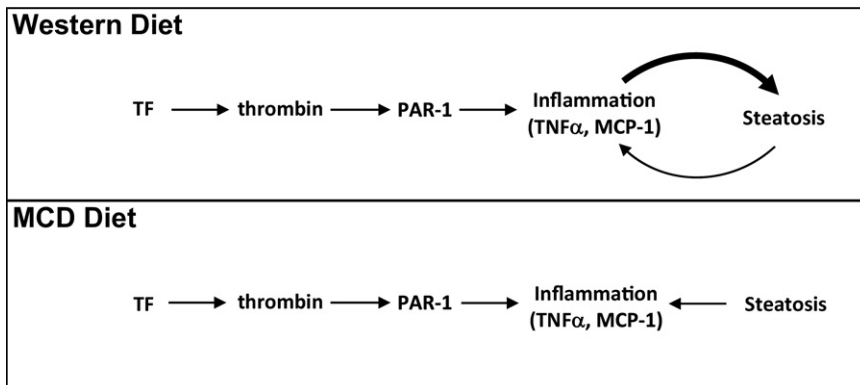 Western Diet
TF thrombin PAR-1 Inflammation
(TNFα, MCP-1)
Steatosis
MCD Diet
TF thrombin PAR-1 Inflammation
(TNFα, MCP-1)
Steatosis